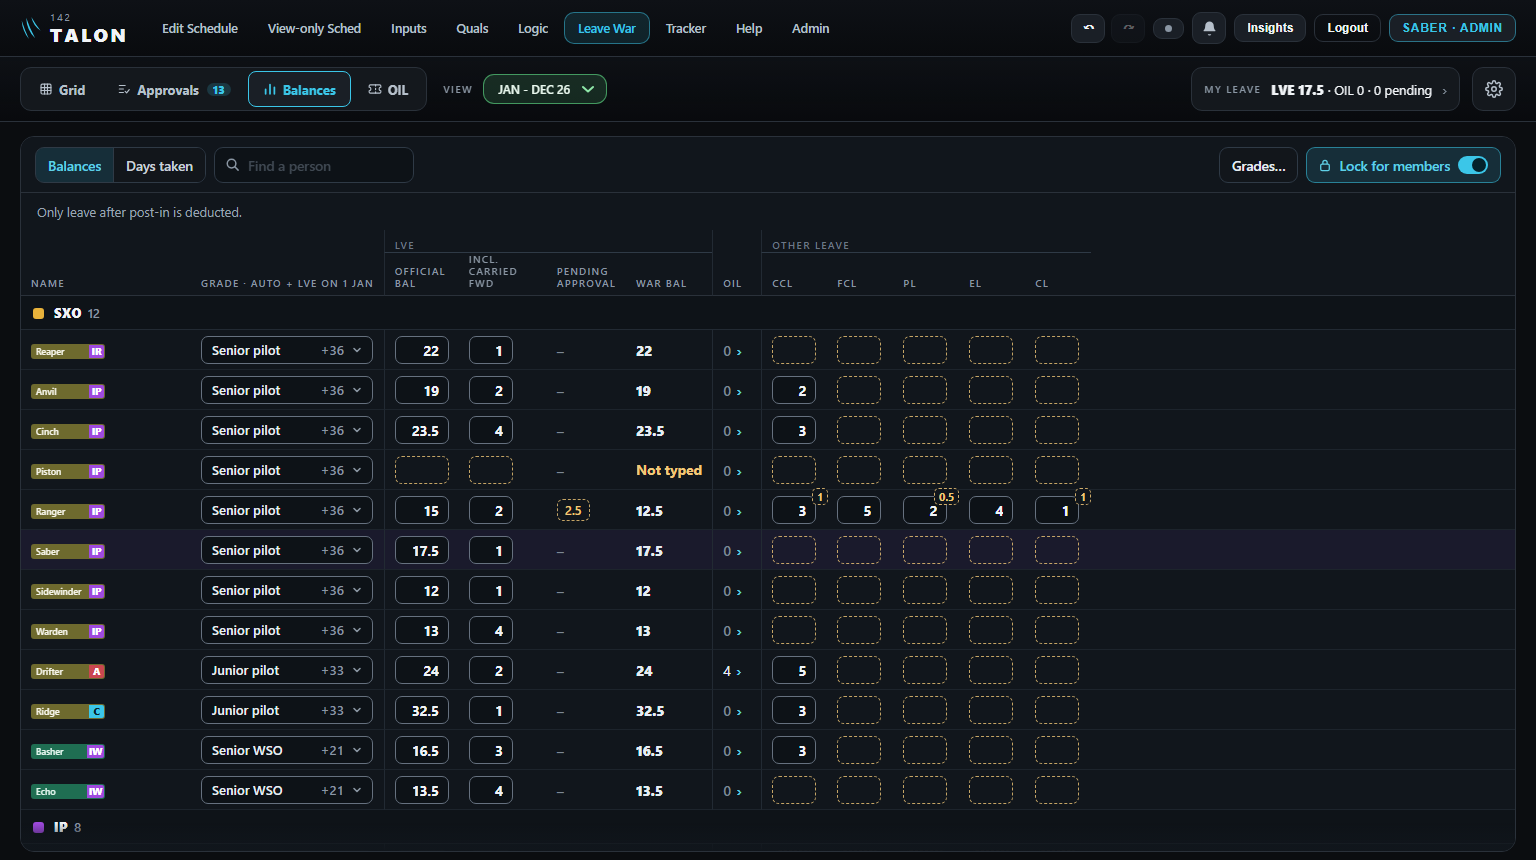 142
TALON
Edit Schedule
View-only Sched
Inputs
Quals
Logic
Leave War
Tracker
Help
Admin
Insights
Logout
SABER · ADMIN
Grid
Approvals 13
Balances
OIL
VIEW
JAN - DEC 26
MY LEAVE LVE 17.5 · OIL 0 · 0 pending ›
Balances
Days taken
Find a person
Grades...
Lock for members
Only leave after post-in is deducted.
LVE
OTHER LEAVE
NAME
GRADE · AUTO + LVE ON 1 JAN
OFFICIAL BAL
INCL. CARRIED FWD
PENDING APPROVAL
WAR BAL
OIL
CCL
FCL
PL
EL
CL
SXO 12
Reaper IR Senior pilot +36 22 1 – 22 0 ›
Anvil IP Senior pilot +36 19 2 – 19 0 › 2
Cinch IP Senior pilot +36 23.5 4 – 23.5 0 › 3
Piston IP Senior pilot +36 – Not typed 0 ›
Ranger IP Senior pilot +36 15 2 2.5 12.5 0 › 3 1 5 2 0.5 4 1 1
Saber IP Senior pilot +36 17.5 1 – 17.5 0 ›
Sidewinder IP Senior pilot +36 12 1 – 12 0 ›
Warden IP Senior pilot +36 13 4 – 13 0 ›
Drifter A Junior pilot +33 24 2 – 24 4 › 5
Ridge C Junior pilot +33 32.5 1 – 32.5 0 › 3
Basher IW Senior WSO +21 16.5 3 – 16.5 0 › 3
Echo IW Senior WSO +21 13.5 4 – 13.5 0 ›
IP 8